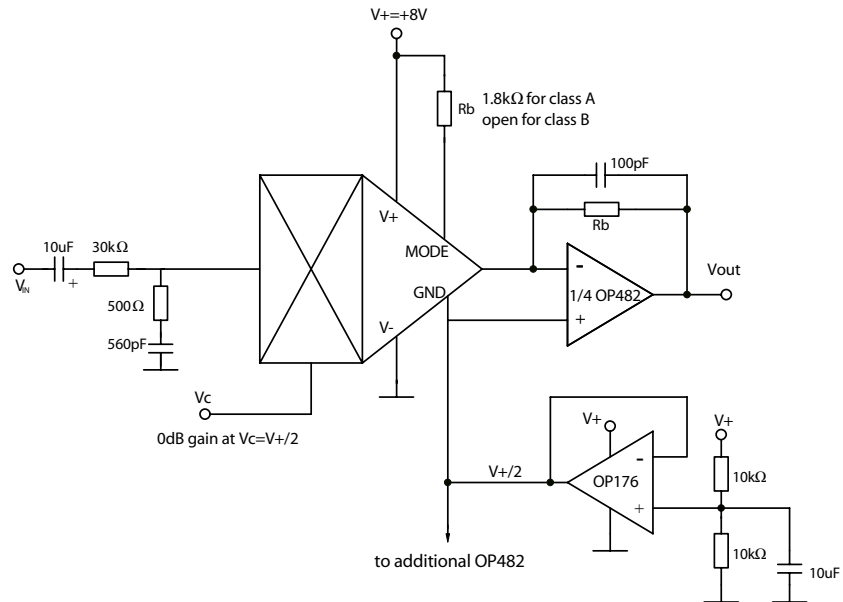 V+=+8V
Rb
1.8kΩ for class A
open for class B
100pF
Rb
V+
MODE
GND
V-
10uF
+
30kΩ
VIN
500Ω
560pF
-
1/4 OP482
+
Vout
Vc
0dB gain at Vc=V+/2
V+
V+
-
OP176
+
10kΩ
V+/2
10kΩ
10uF
to additional OP482